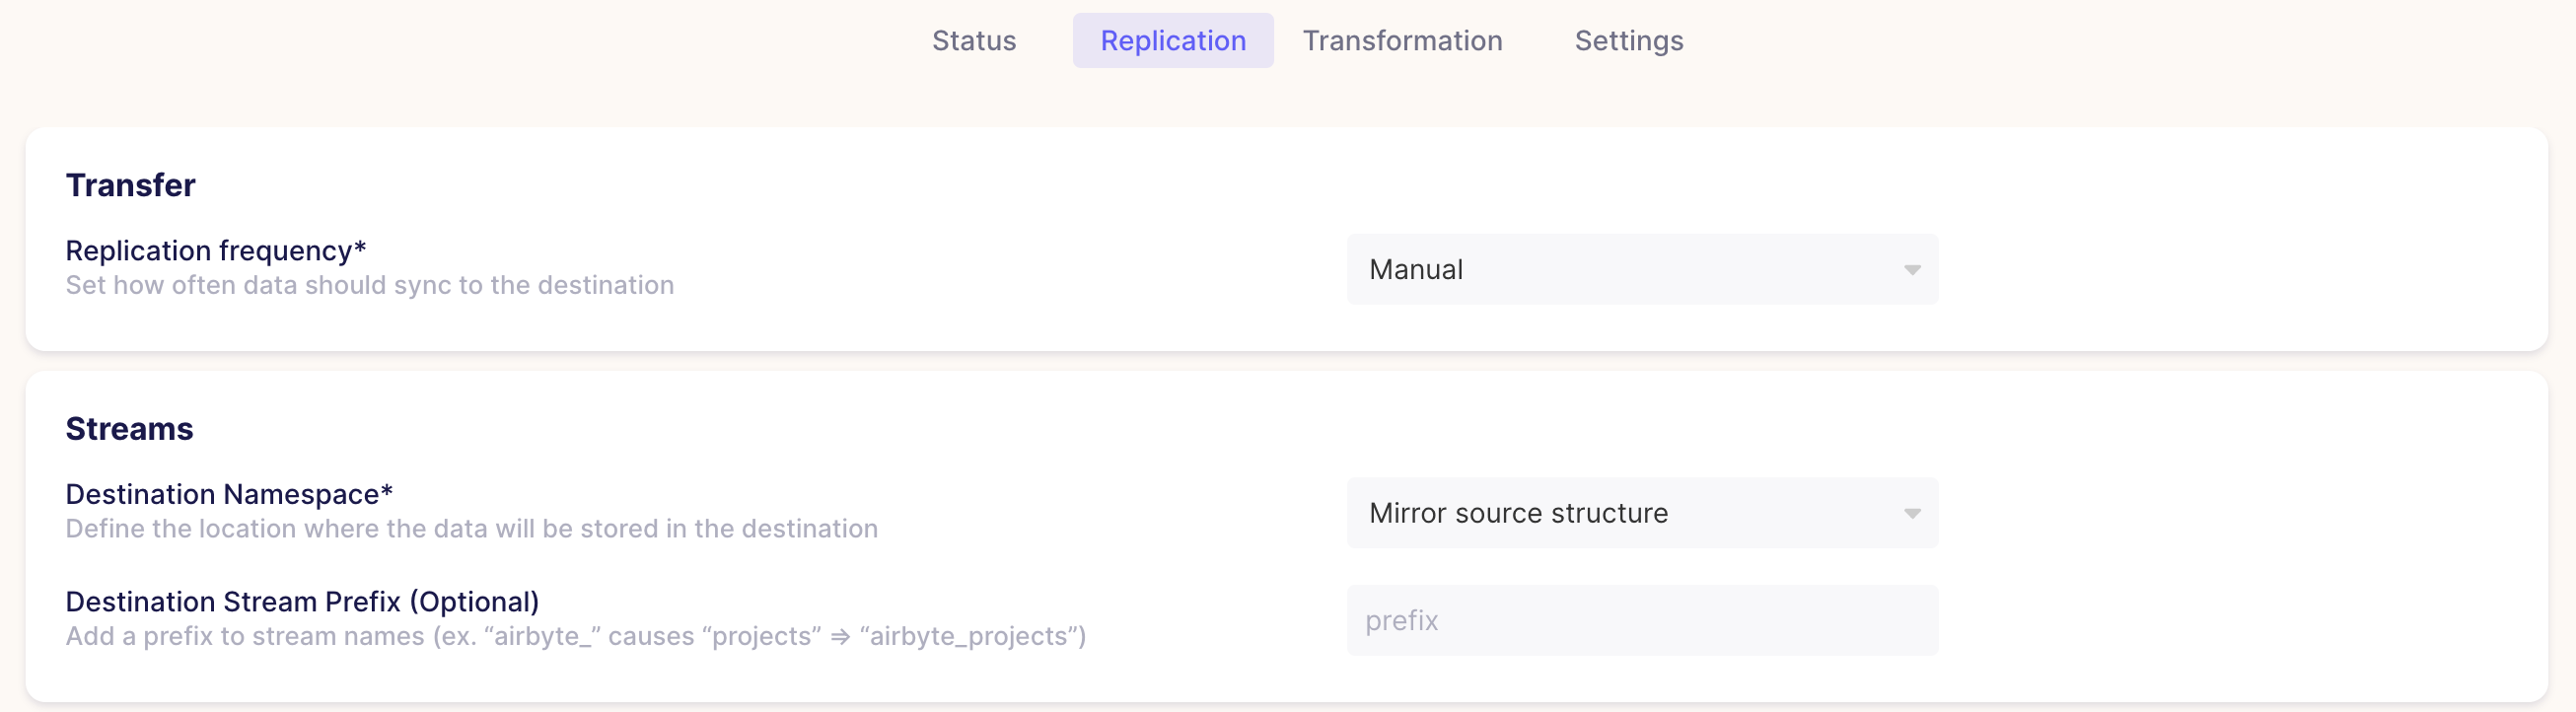 Status Replication Transformation Settings
Transfer
Replication frequency*
Set how often data should sync to the destination
Manual
Streams
Destination Namespace*
Define the location where the data will be stored in the destination
Mirror source structure
Destination Stream Prefix (Optional)
Add a prefix to stream names (ex. “airbyte_” causes “projects” => “airbyte_projects”)
prefix